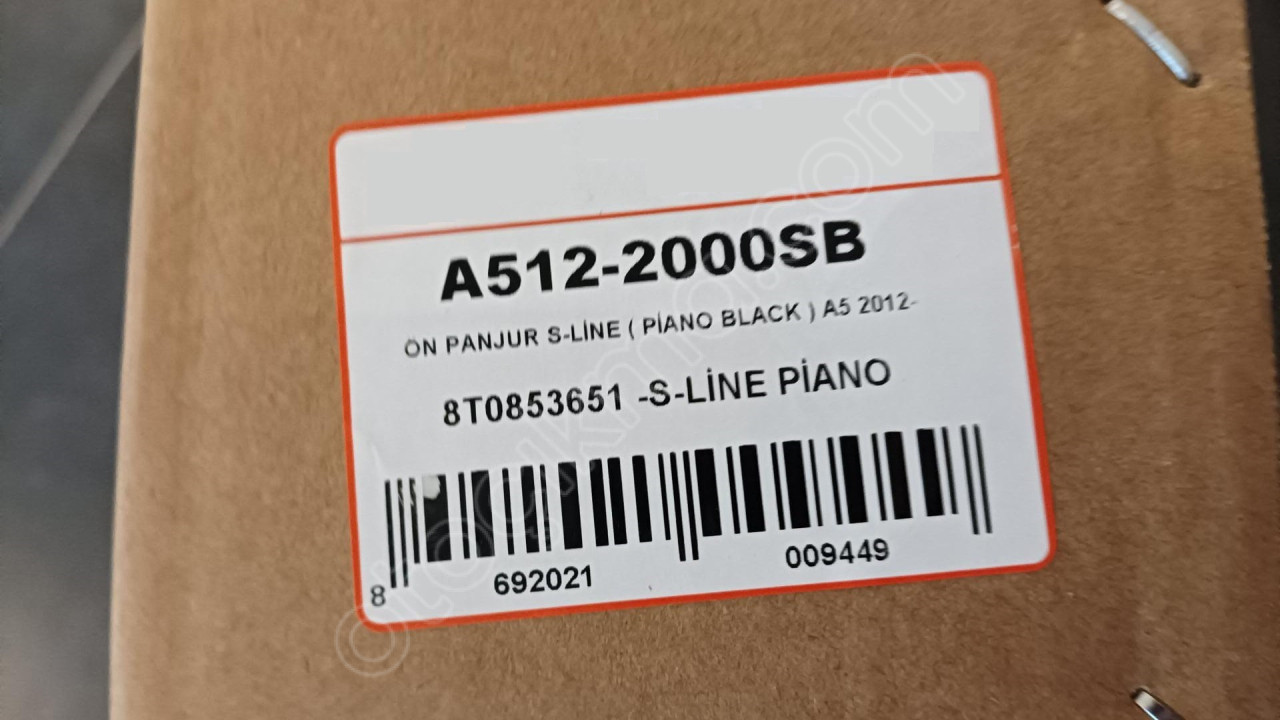 A512-2000SB
ÖN PANJUR S-LİNE ( PİANO BLACK ) A5 2012-
8T0853651 -S-LİNE PİANO
8 692021 009449